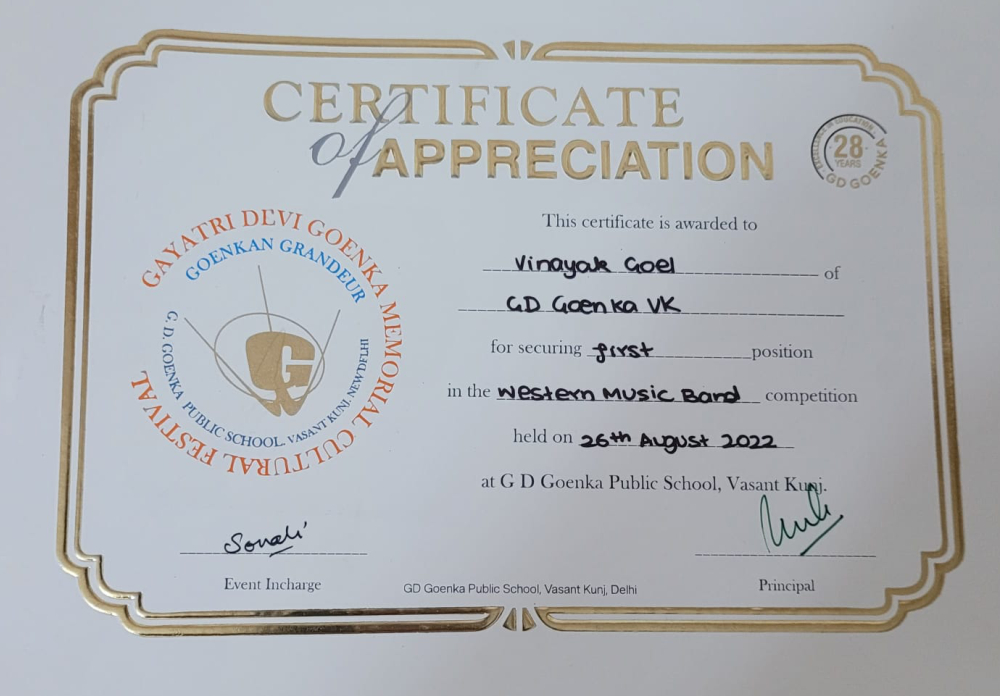 CERTIFICATE
of APPRECIATION
EXCELLENCE IN EDUCATION
28
YEARS
GD GOENKA
GAYATRI DEVI GOENKA MEMORIAL CULTURAL FESTIVAL
GOENKAN GRANDEUR
G. D. GOENKA PUBLIC SCHOOL, VASANT KUNJ, NEW DELHI
G
This certificate is awarded to
Vinayak Goel of
GD Goenka VK
for securing first position
in the Western Music Band competition
held on 26th August 2022
at G D Goenka Public School, Vasant Kunj.
Sonali
Event Incharge
GD Goenka Public School, Vasant Kunj, Delhi
Principal